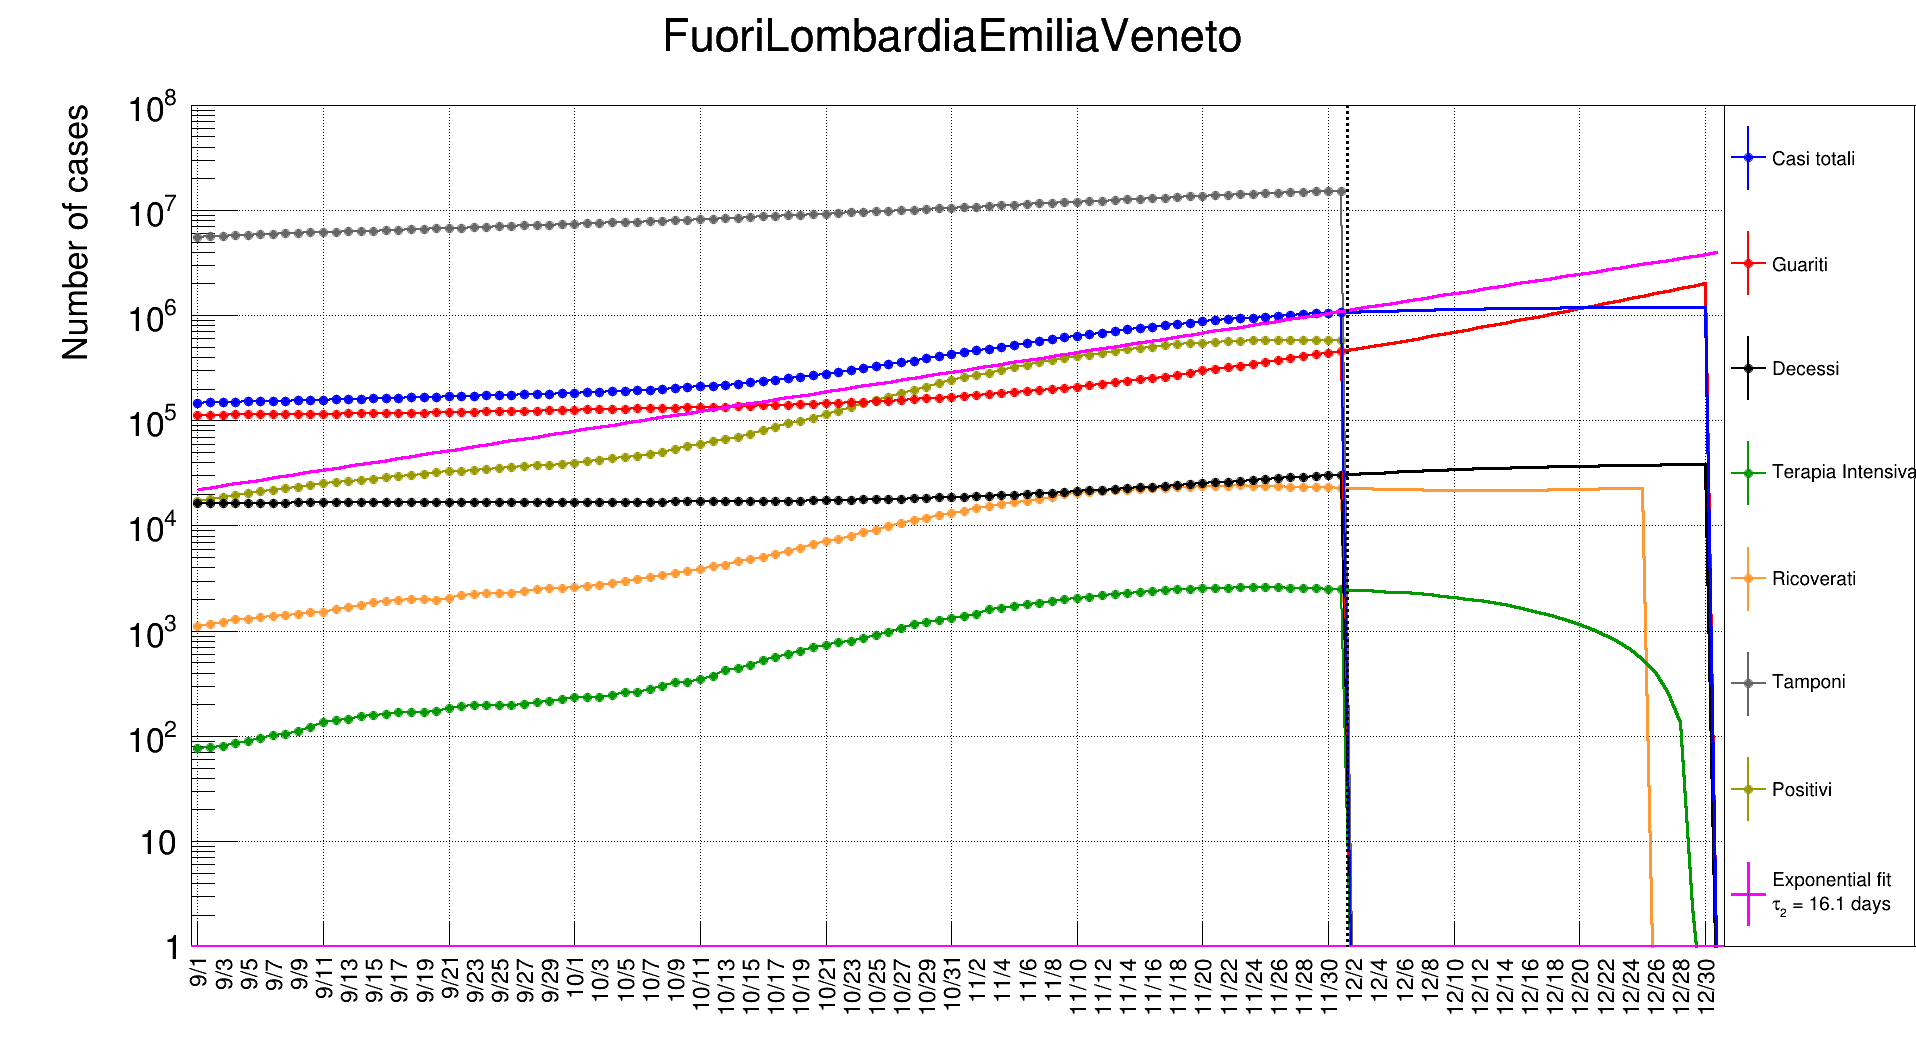 FuoriLombardiaEmiliaVeneto
Number of cases
10^8
10^7
10^6
10^5
10^4
10^3
10^2
10
1
9/1 9/3 9/5 9/7 9/9 9/11 9/13 9/15 9/17 9/19 9/21 9/23 9/25 9/27 9/29 10/1 10/3 10/5 10/7 10/9 10/11 10/13 10/15 10/17 10/19 10/21 10/23 10/25 10/27 10/29 10/31 11/2 11/4 11/6 11/8 11/10 11/12 11/14 11/16 11/18 11/20 11/22 11/24 11/26 11/28 11/30 12/2 12/4 12/6 12/8 12/10 12/12 12/14 12/16 12/18 12/20 12/22 12/24 12/26 12/28 12/30
Casi totali
Guariti
Decessi
Terapia Intensiva
Ricoverati
Tamponi
Positivi
Exponential fit
τ_2 = 16.1 days